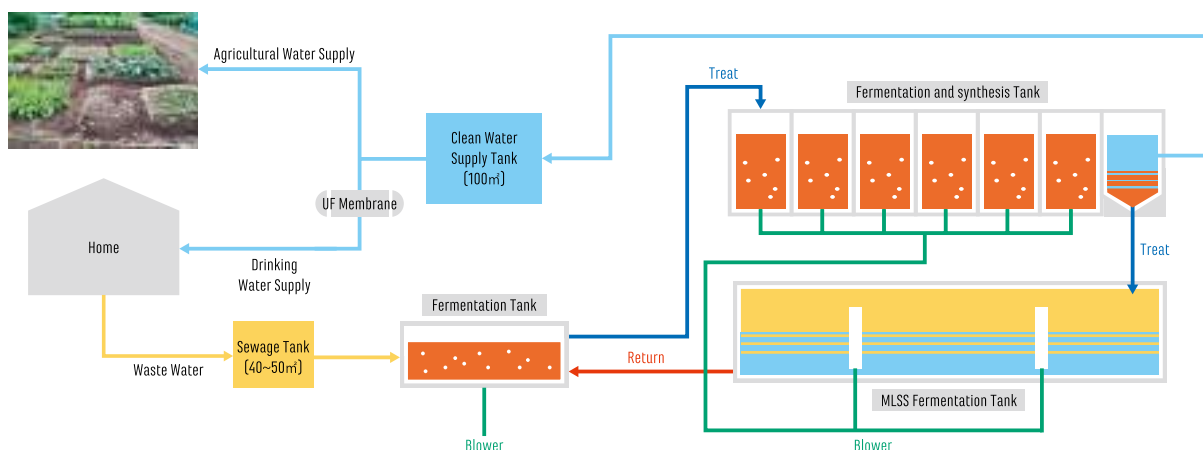 Agricultural Water Supply
Treat
Fermentation and synthesis Tank
Clean Water
Supply Tank
(100㎥)
UF Membrane
Home
Drinking
Water Supply
Treat
Fermentation Tank
Sewage Tank
(40~50㎥)
Waste Water
Return
MLSS Fermentation Tank
Blower
Blower